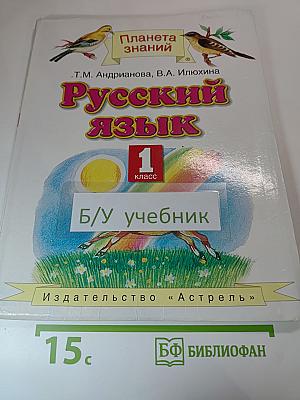 Планета
знаний
Т.М. Андрианова, В.А. Илюхина
Русский
язык
1
класс
Б/У учебник
Издательство «Астрель»
15с
БФ БИБЛИОФАН